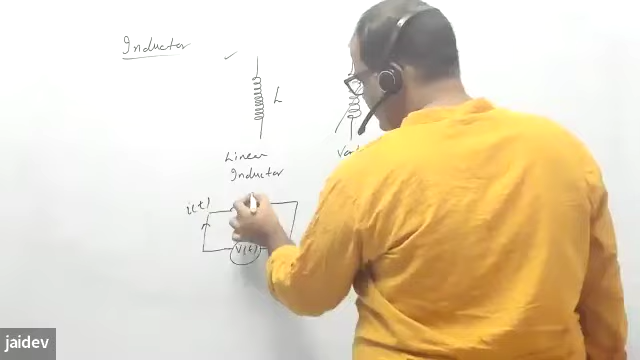 Inductor
L
Linear
Inductor
i(t)
V(t)
jaidev